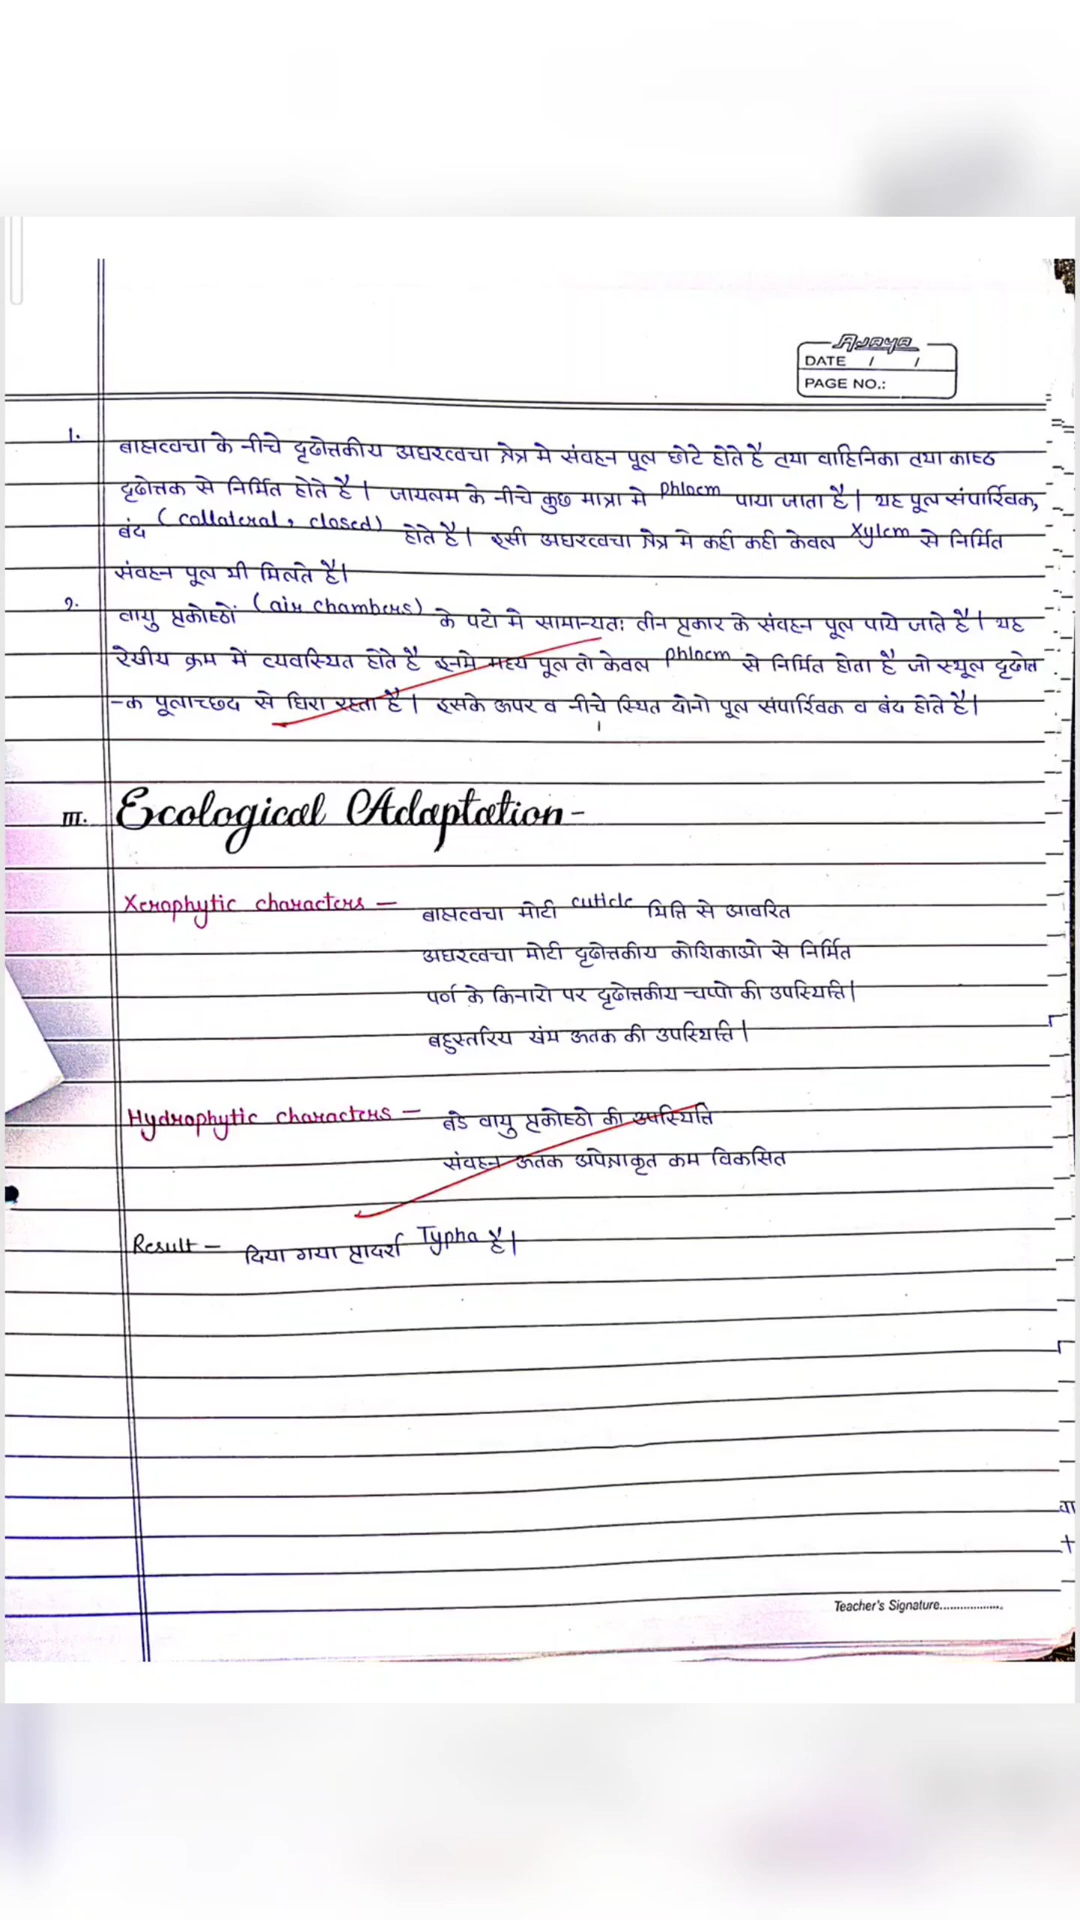 Ajaya
DATE / /
PAGE NO.:
1. बाह्यत्वचा के नीचे दृढोत्तकीय अधरत्वचा क्षेत्र मे संवहन पूल छोटे होते है तथा वाहिनिका तथा काष्ठ
दृढोत्तक से निर्मित होते है। जायलम के नीचे कुछ मात्रा मे Phloem पाया जाता है। यह पूल संपार्श्विक,
बंद (collateral, closed) होते है। इसी अधरत्वचा क्षेत्र मे कही कही केवल Xylem से निर्मित
संवहन पूल भी मिलते है।
2. वायु प्रकोष्ठों (air chambers) के पटो मे सामान्यतः तीन प्रकार के संवहन पूल पाये जाते है। यह
रेखीय क्रम में व्यवस्थित होते है इनमे मध्य पूल तो केवल Phloem से निर्मित होता है जो स्थूल दृढोत
-क पूलाच्छद से घिरा रहता है। इसके ऊपर व नीचे स्थित दोनो पूल संपार्श्विक व बंद होते है।
III. Ecological Adaptation-
Xerophytic characters - बाह्यत्वचा मोटी cuticle भित्ति से आवरित
अधरत्वचा मोटी दृढोत्तकीय कोशिकाओ से निर्मित
पर्ण के किनारो पर दृढोत्तकीय चप्पो की उपस्थिति।
बहुस्तरिय खंभ ऊतक की उपस्थिति।
Hydrophytic characters - बडे वायु प्रकोष्ठो की उपस्थिति
संवहन ऊतक अपेक्षाकृत कम विकसित
Result - दिया गया प्रादर्श Typha है।
Teacher's Signature..................